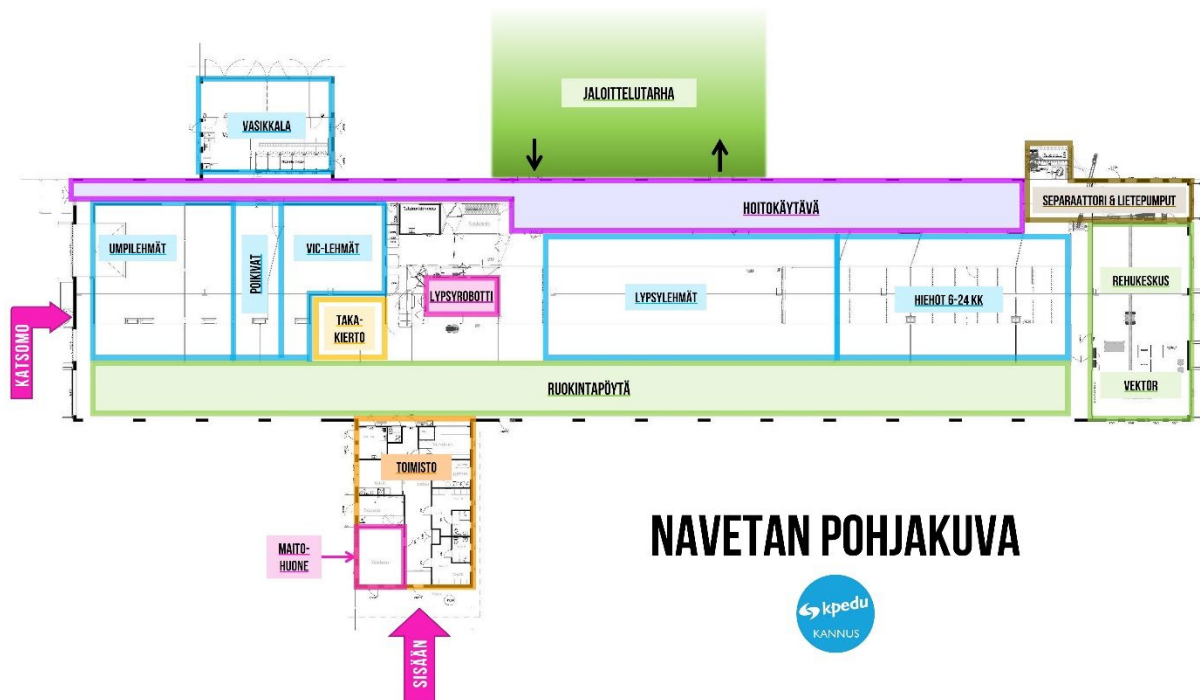 JALOITTELUTARHA
VASIKKALA
SEPARAATTORI & LIETEPUMPUT
HOITOKÄYTÄVÄ
UMPILEHMÄT
POIKIVAT
VIC-LEHMÄT
LYPSYROBOTTI
LYPSYLEHMÄT
HIEHOT 6-24 KK
REHUKESKUS
TAKA-
KIERTO
KATSOMO
RUOKINTAPÖYTÄ
VEKTOR
TOIMISTO
MAITO-
HUONE
SISÄÄN
NAVETAN POHJAKUVA
kpedu
KANNUS